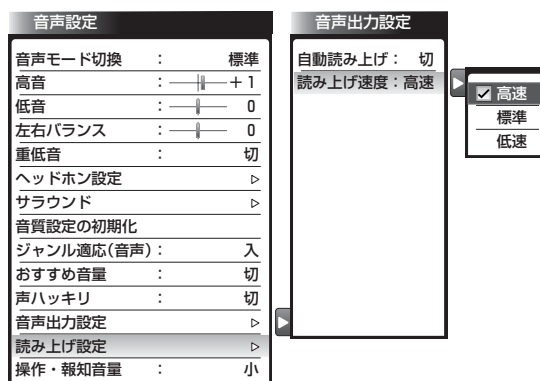 音声設定
音声モード切換 : 標準
高音 : +1
低音 : 0
左右バランス : 0
重低音 : 切
ヘッドホン設定 ▷
サラウンド ▷
音質設定の初期化
ジャンル適応(音声) : 入
おすすめ音量 : 切
声ハッキリ : 切
音声出力設定 ▷
読み上げ設定 ▷
操作・報知音量 : 小
音声出力設定
自動読み上げ : 切
読み上げ速度 : 高速
高速
標準
低速